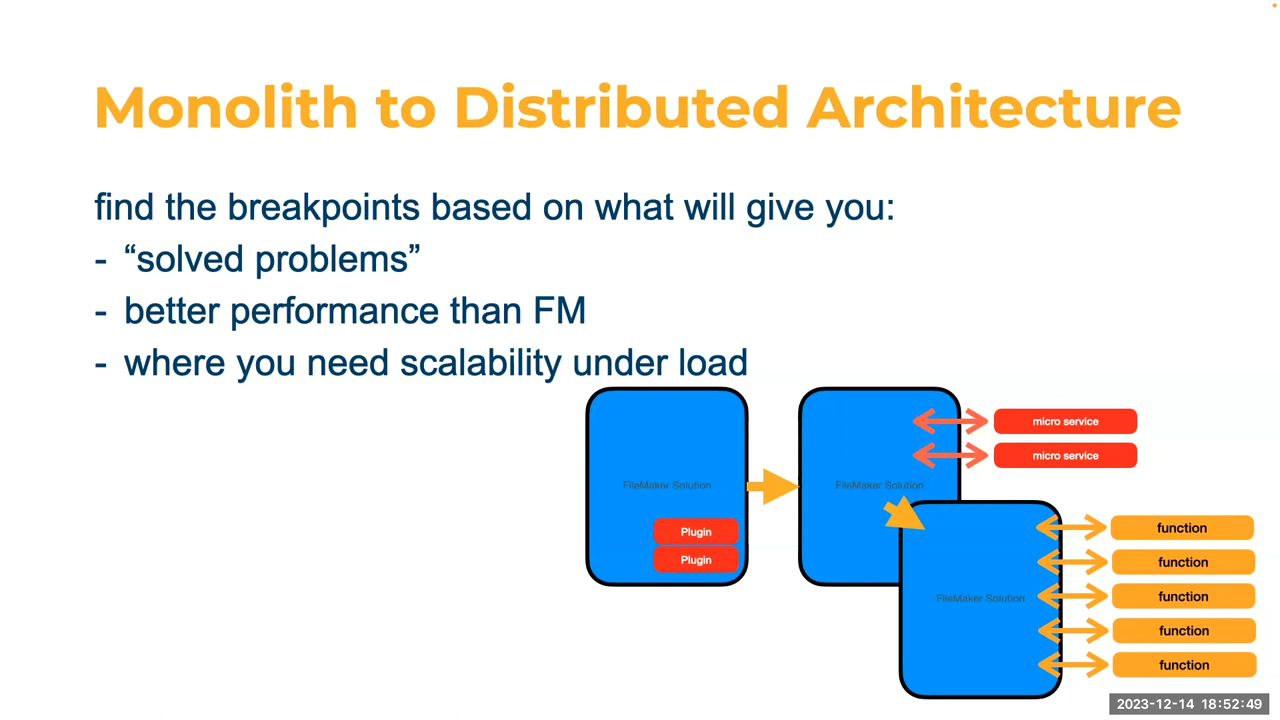 Monolith to Distributed Architecture
find the breakpoints based on what will give you:
- “solved problems”
- better performance than FM
- where you need scalability under load
FileMaker Solution
Plugin
Plugin
FileMaker Solution
micro service
micro service
FileMaker Solution
function
function
function
function
function
2023-12-14 18:52:49